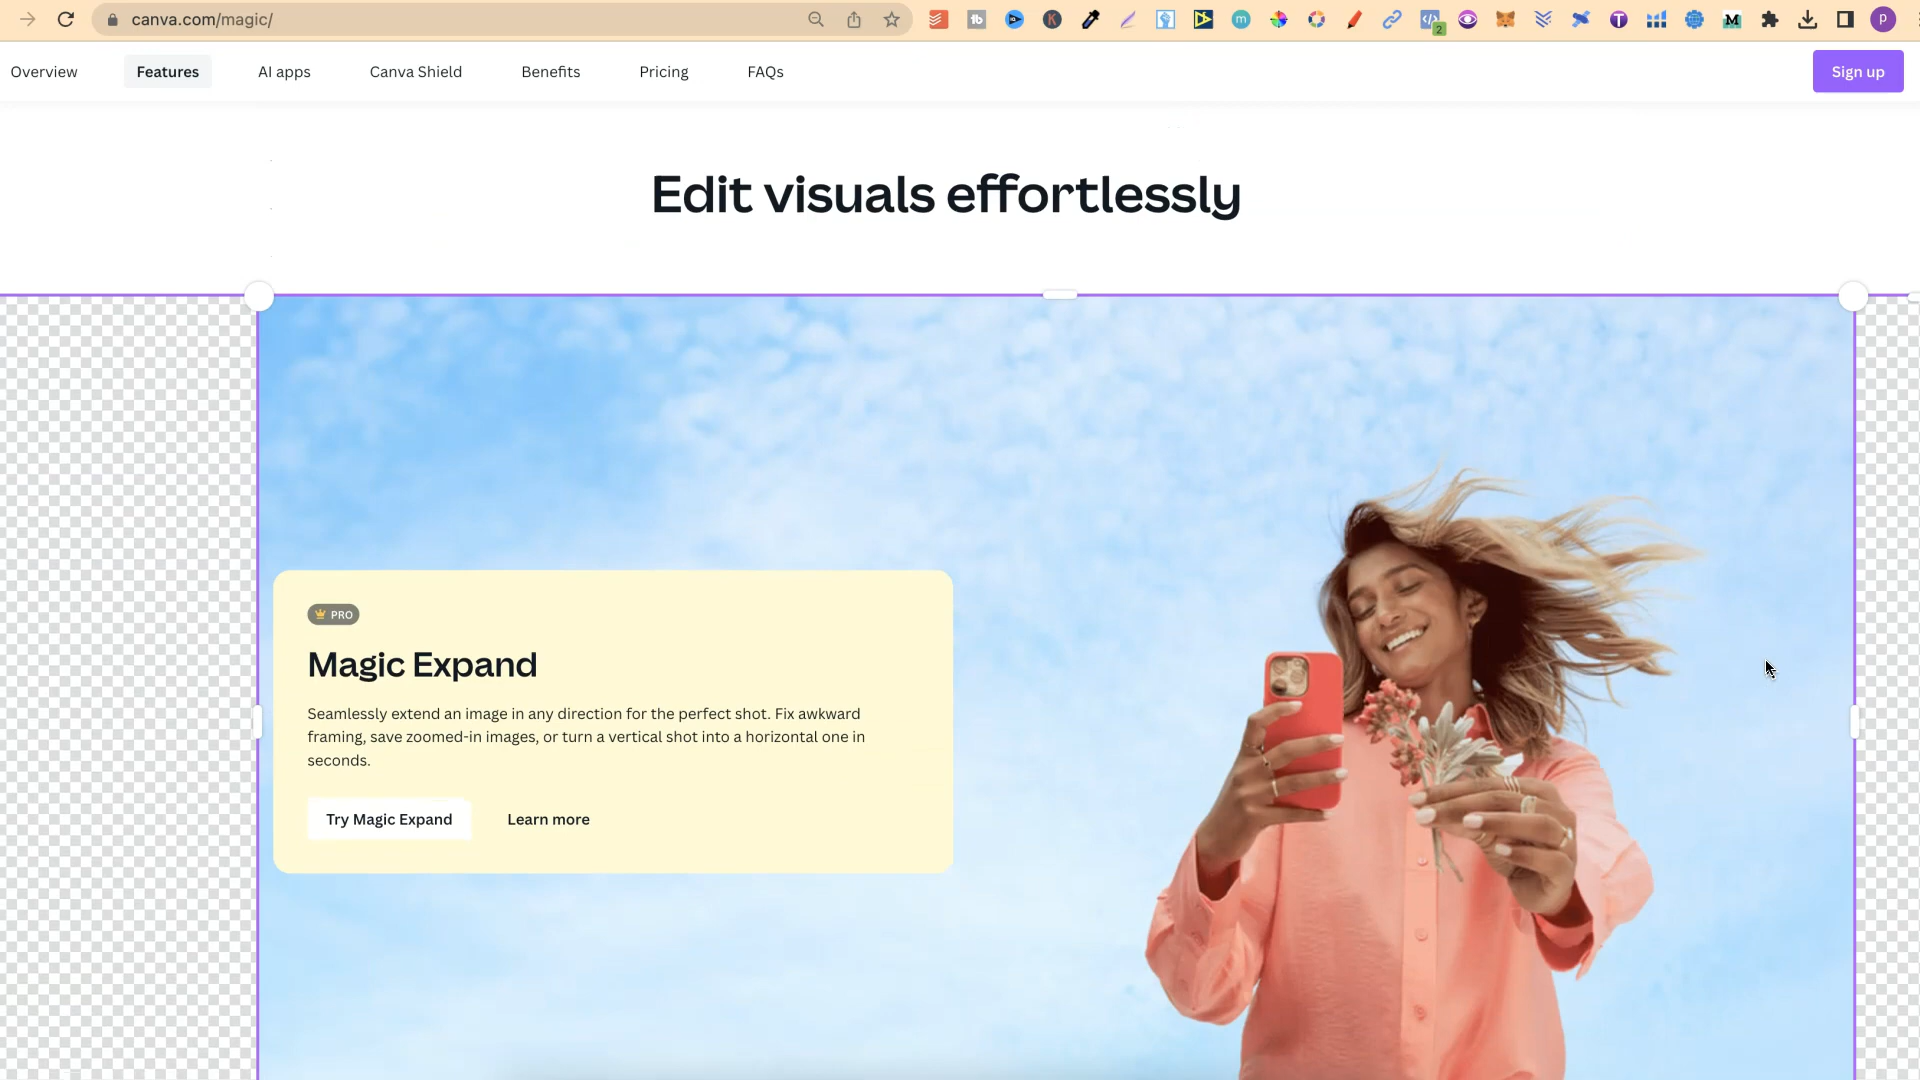 canva.com/magic/
2
P
Overview
Features
AI apps
Canva Shield
Benefits
Pricing
FAQs
Sign up
Edit visuals effortlessly
PRO
Magic Expand
Seamlessly extend an image in any direction for the perfect shot. Fix awkward
framing, save zoomed-in images, or turn a vertical shot into a horizontal one in
seconds.
Try Magic Expand
Learn more